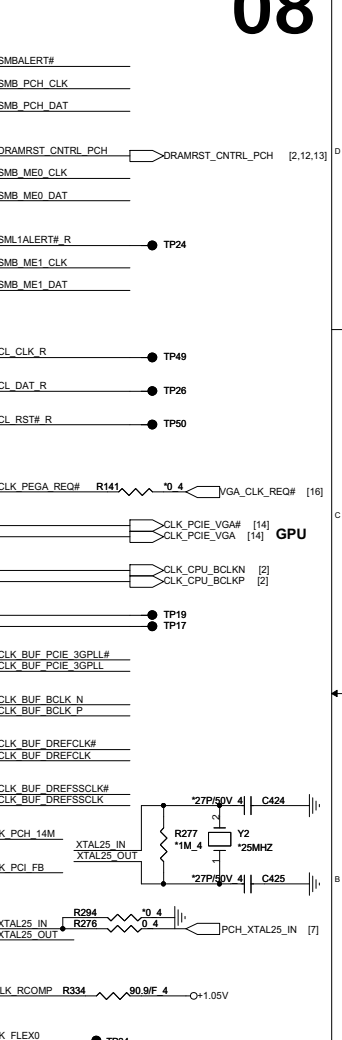 08
SMBALERT#
SMB_PCH_CLK
SMB_PCH_DAT
DRAMRST_CNTRL_PCH DRAMRST_CNTRL_PCH [2,12,13] D
SMB_ME0_CLK
SMB_ME0_DAT
SML1ALERT#_R TP24
SMB_ME1_CLK
SMB_ME1_DAT
CL_CLK_R TP49
CL_DAT_R TP26
CL_RST#_R TP50
CLK_PEGA_REQ# R141 *0_4 VGA_CLK_REQ# [16]
C
CLK_PCIE_VGA# [14]
CLK_PCIE_VGA [14] GPU
CLK_CPU_BCLKN [2]
CLK_CPU_BCLKP [2]
TP19
TP17
CLK_BUF_PCIE_3GPLL#
CLK_BUF_PCIE_3GPLL
CLK_BUF_BCLK_N
CLK_BUF_BCLK_P
CLK_BUF_DREFCLK#
CLK_BUF_DREFCLK
CLK_BUF_DREFSSCLK#
CLK_BUF_DREFSSCLK *27P/50V_4 C424
2
K_PCH_14M R277 Y2
XTAL25_IN *1M_4 *25MHZ
XTAL25_OUT
1
K_PCI_FB *27P/50V_4 C425 B
R294 *0_4
XTAL25_IN R276 0_4
XTAL25_OUT PCH_XTAL25_IN [7]
LK_RCOMP R334 90.9/F_4 +1.05V
K_FLEX0